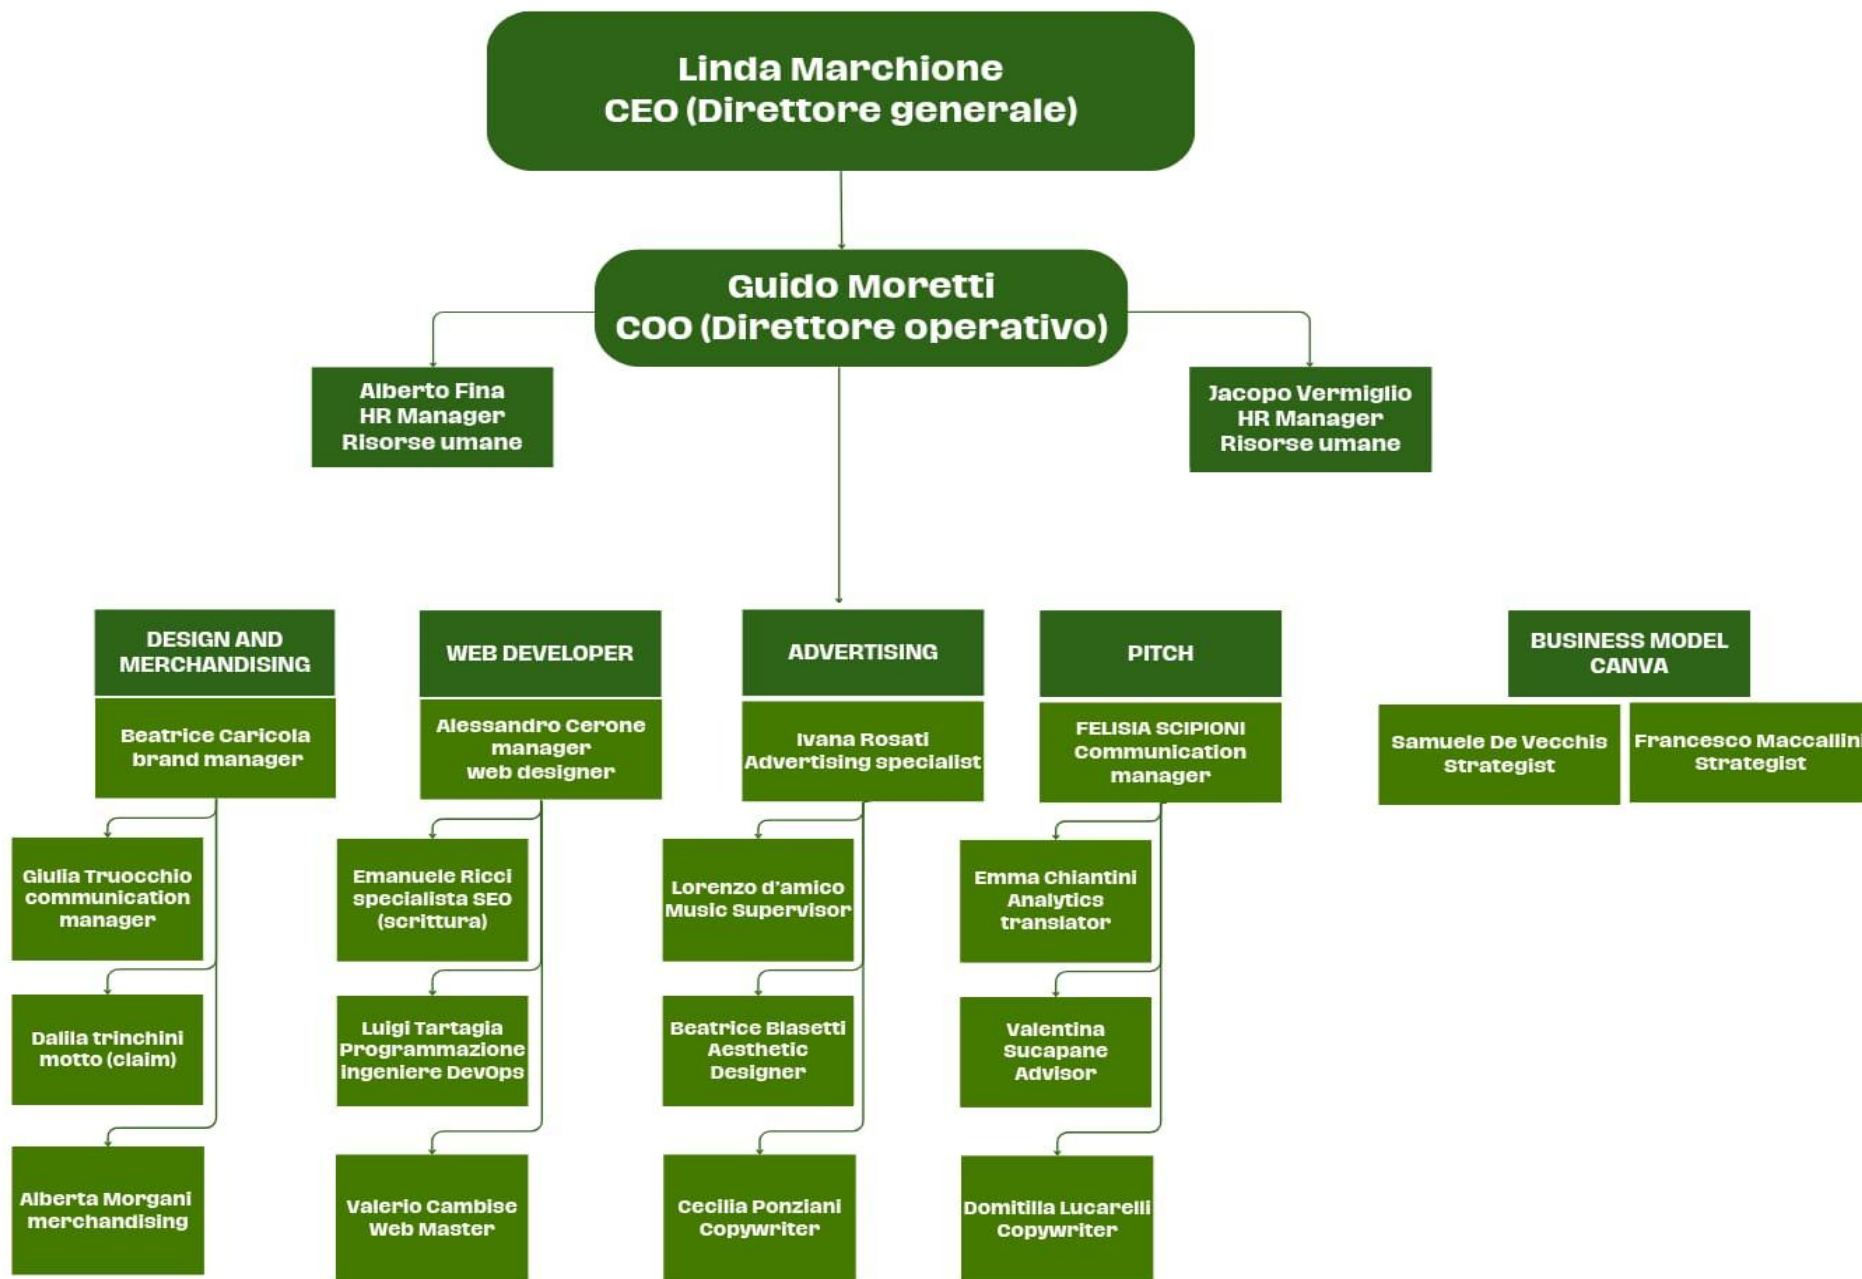 Linda Marchione
CEO (Direttore generale)
Guido Moretti
COO (Direttore operativo)
Alberto Fina
HR Manager
Risorse umane
Jacopo Vermiglio
HR Manager
Risorse umane
DESIGN AND
MERCHANDISING
Beatrice Caricola
brand manager
Giulia Truocchio
communication
manager
Dalila trinchini
motto (claim)
Alberta Morgani
merchandising
WEB DEVELOPER
Alessandro Cerone
manager
web designer
Emanuele Ricci
specialista SEO
(scrittura)
Luigi Tartagia
Programmazione
ingeniere DevOps
Valerio Cambise
Web Master
ADVERTISING
Ivana Rosati
Advertising specialist
Lorenzo d'amico
Music Supervisor
Beatrice Blasetti
Aesthetic
Designer
Cecilia Ponziani
Copywriter
PITCH
FELISIA SCIPIONI
Communication
manager
Emma Chiantini
Analytics
translator
Valentina
Sucapane
Advisor
Domitilla Lucarelli
Copywriter
BUSINESS MODEL
CANVA
Samuele De Vecchis
Strategist
Francesco Maccallini
Strategist